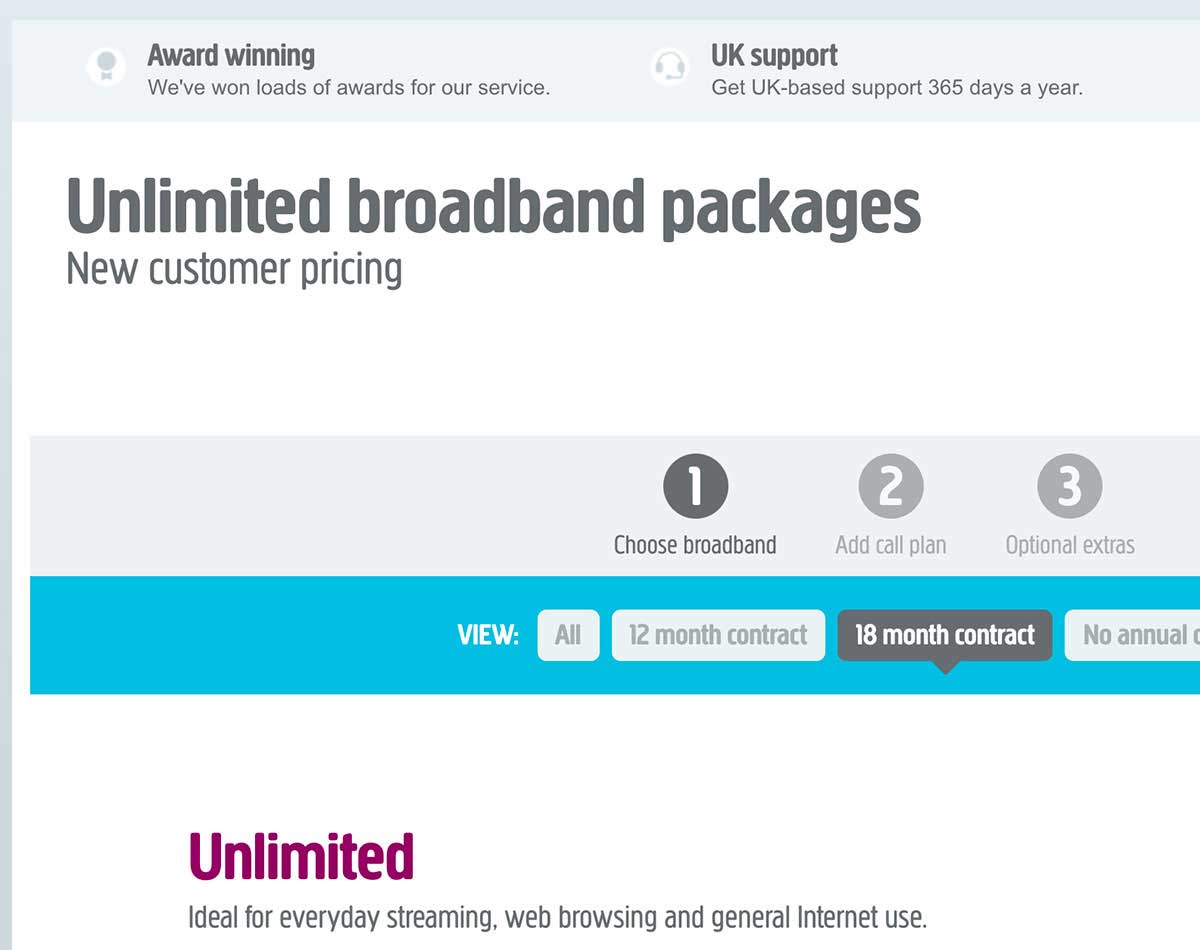 Award winning
We've won loads of awards for our service.
UK support
Get UK-based support 365 days a year.
Unlimited broadband packages
New customer pricing
1 2 3
Choose broadband Add call plan Optional extras
VIEW: All 12 month contract 18 month contract No annual
Unlimited
Ideal for everyday streaming, web browsing and general Internet use.